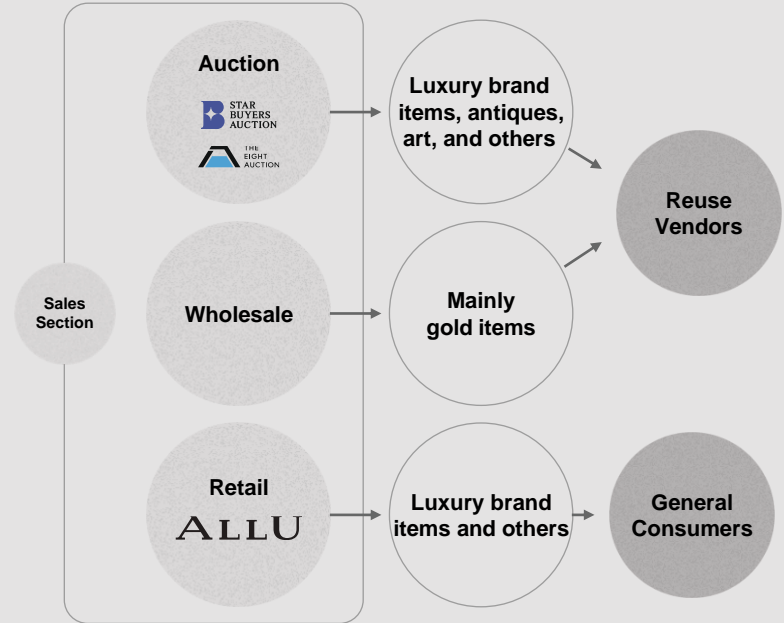 Auction
STAR
BUYERS
AUCTION
THE
EIGHT
AUCTION
Luxury brand
items, antiques,
art, and others
Reuse
Vendors
Sales
Section
Wholesale
Mainly
gold items
Retail
ALLU
Luxury brand
items and others
General
Consumers